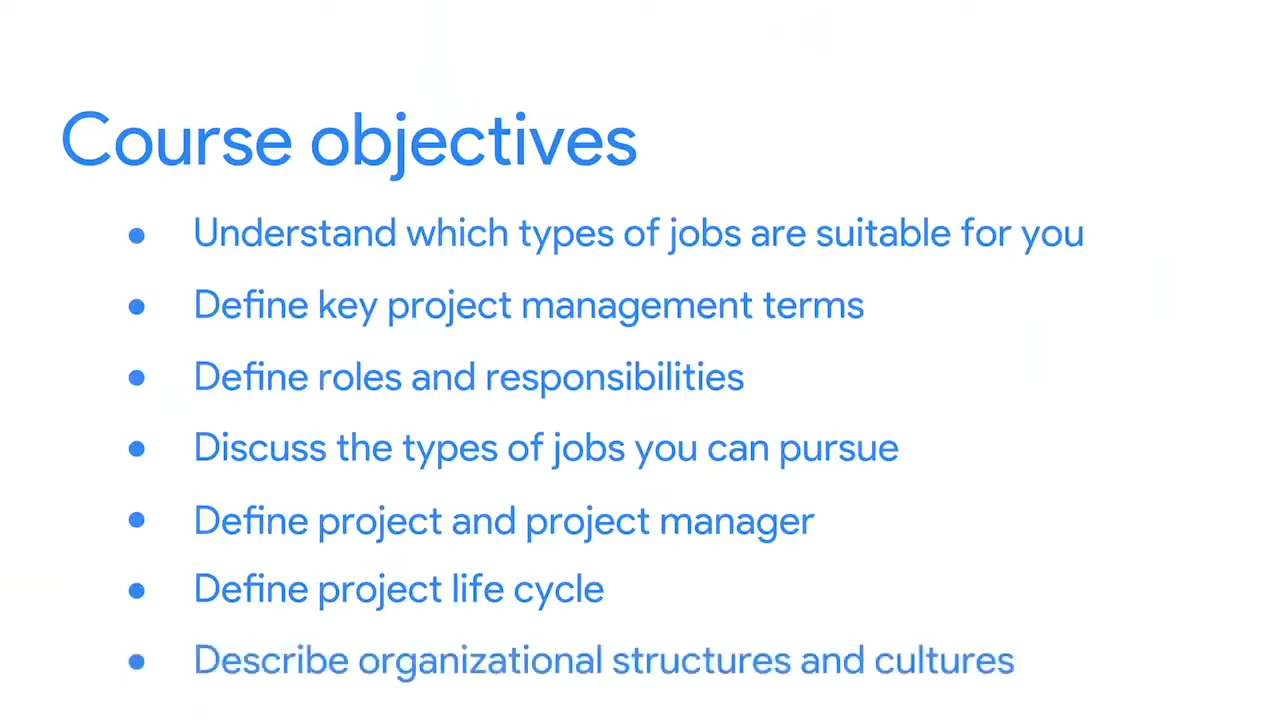 Course objectives
● Understand which types of jobs are suitable for you
● Define key project management terms
● Define roles and responsibilities
● Discuss the types of jobs you can pursue
● Define project and project manager
● Define project life cycle
● Describe organizational structures and cultures